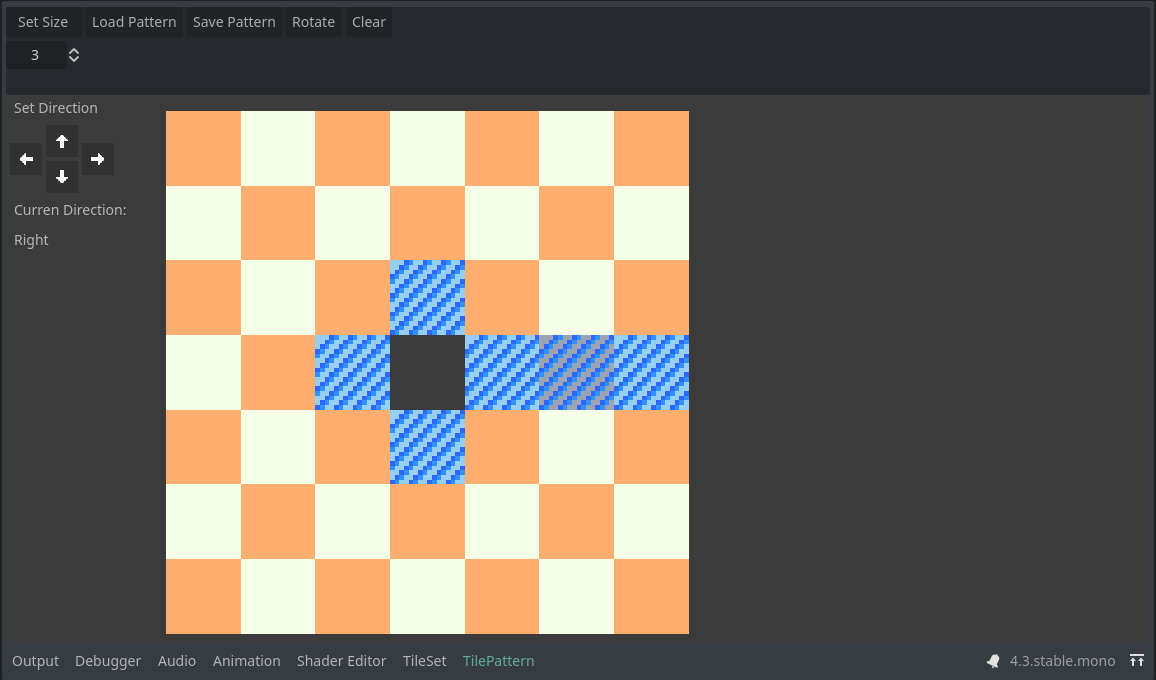 Set Size Load Pattern Save Pattern Rotate Clear
3
Set Direction
Curren Direction:
Right
Output Debugger Audio Animation Shader Editor TileSet TilePattern 4.3.stable.mono